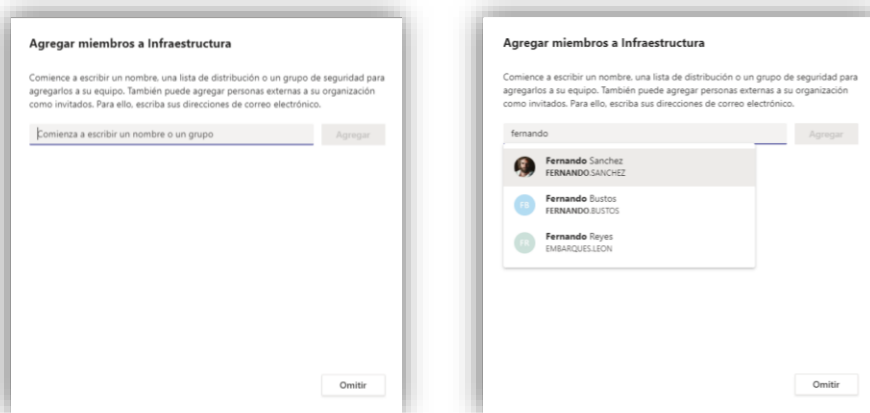 Agregar miembros a Infraestructura
Comience a escribir un nombre, una lista de distribución o un grupo de seguridad para
agregarlos a su equipo. También puede agregar personas externas a su organización
como invitados. Para ello, escriba sus direcciones de correo electrónico.
Comienza a escribir un nombre o un grupo
Agregar
Omitir
Agregar miembros a Infraestructura
Comience a escribir un nombre, una lista de distribución o un grupo de seguridad para
agregarlos a su equipo. También puede agregar personas externas a su organización
como invitados. Para ello, escriba sus direcciones de correo electrónico.
fernando
Agregar
Fernando Sanchez
FERNANDO.SANCHEZ
FB
Fernando Bustos
FERNANDO.BUSTOS
FR
Fernando Reyes
EMBARQUES.LEON
Omitir